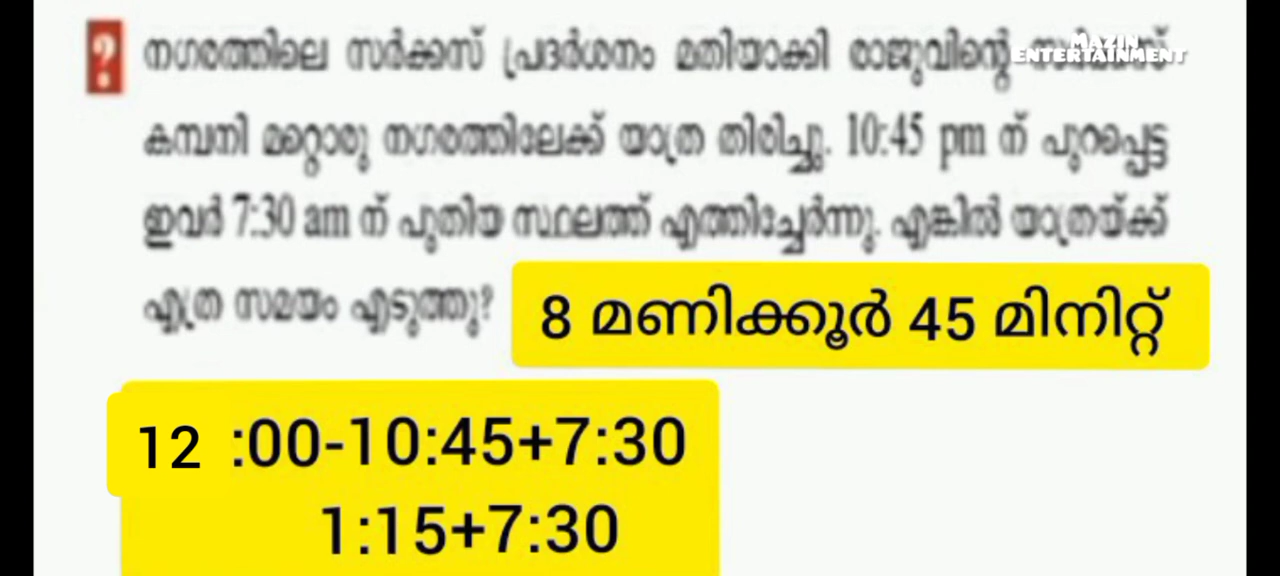 ? നഗരത്തിലെ സർക്കസ് പ്രദർശനം മതിയാക്കി രാജുവിന്റെ സർക്കസ്
MAZIN
ENTERTAINMENT
കമ്പനി മറ്റൊരു നഗരത്തിലേക്ക് യാത്ര തിരിച്ചു. 10:45 pm ന് പുറപ്പെട്ട
ഇവർ 7:30 am ന് പുതിയ സ്ഥലത്ത് എത്തിച്ചേർന്നു. എങ്കിൽ യാത്രയ്ക്ക്
എത്ര സമയം എടുത്തു? 8 മണിക്കൂർ 45 മിനിറ്റ്
12 :00-10:45+7:30
1:15+7:30